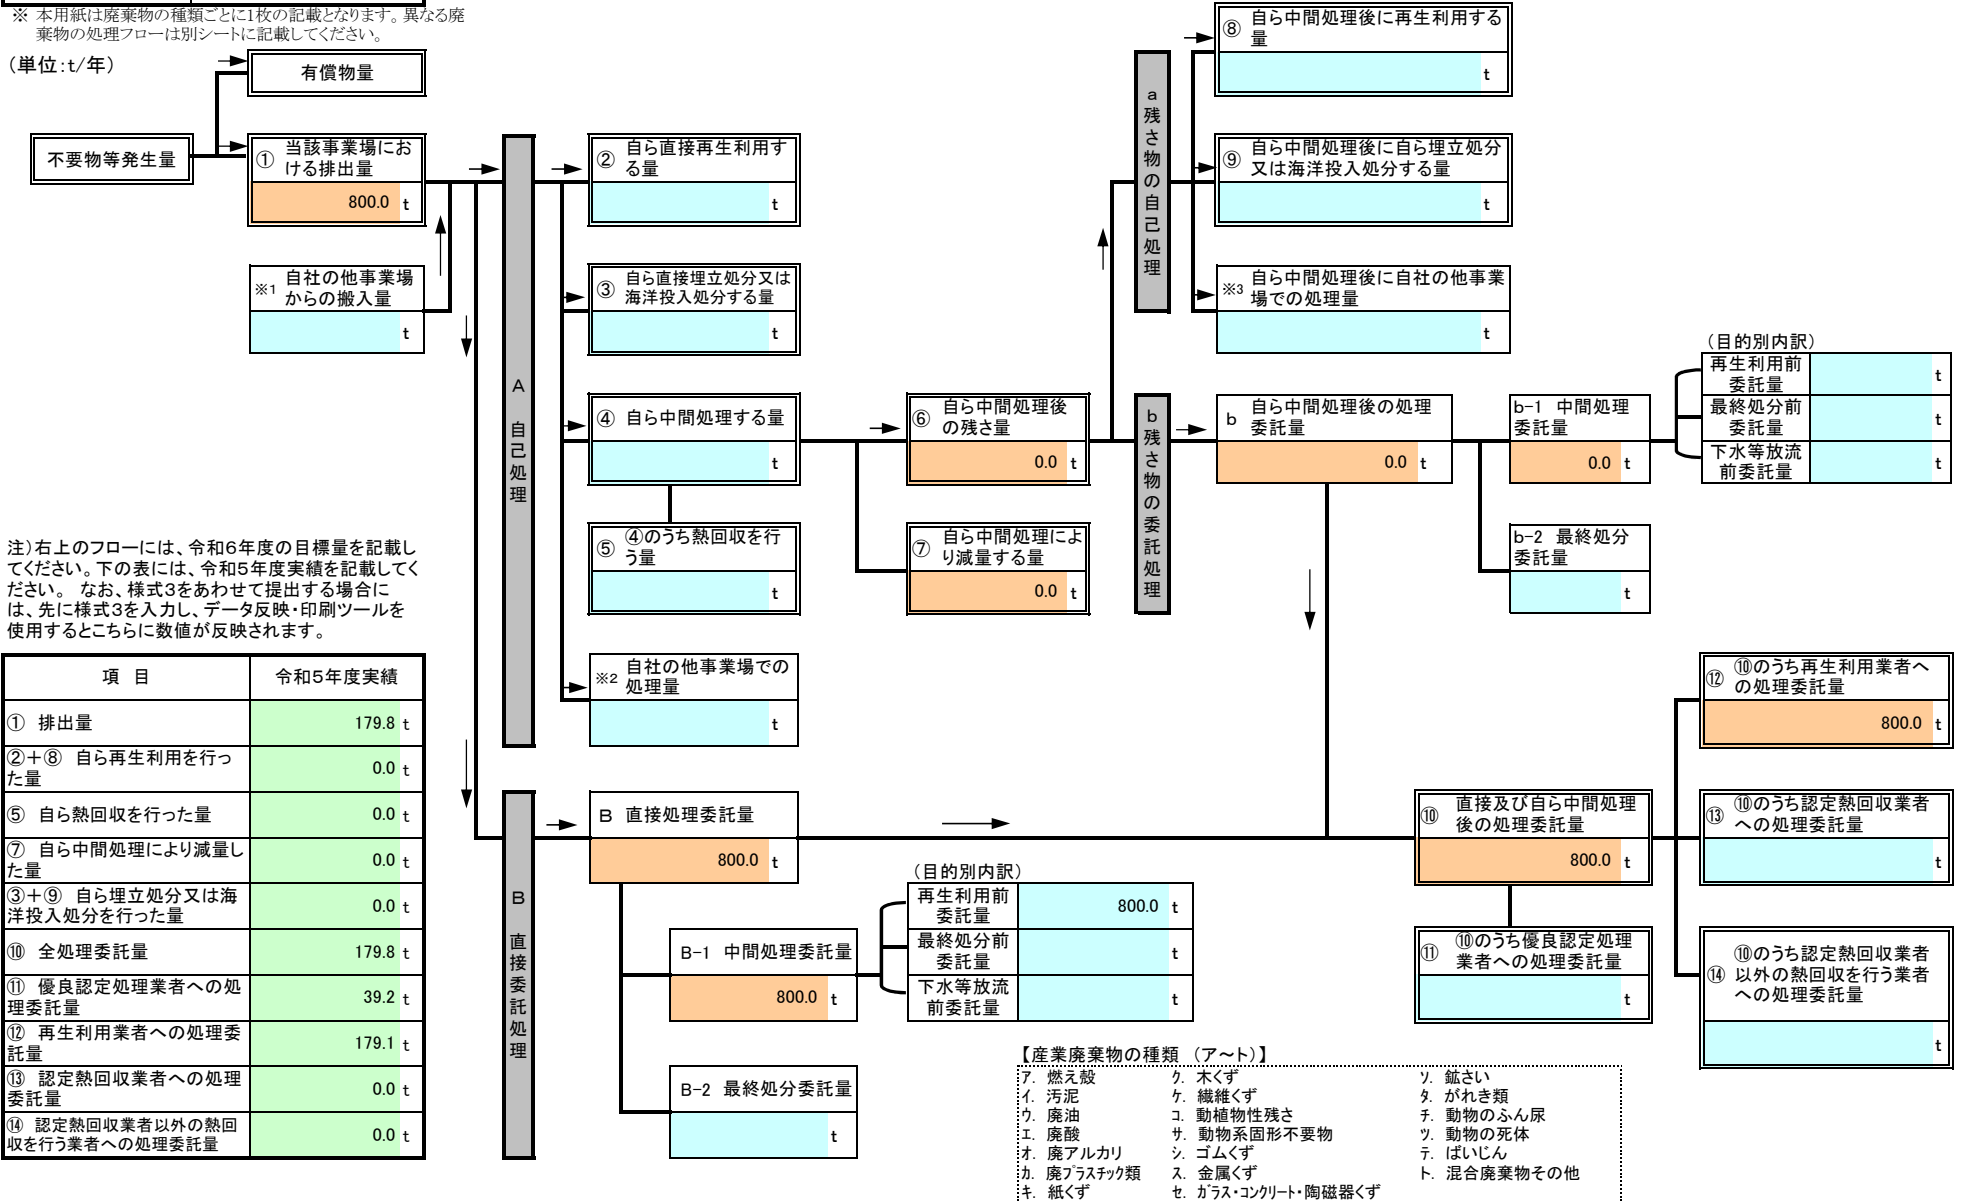 ※ 本用紙は廃棄物の種類ごとに1枚の記載となります。異なる廃
棄物の処理フローは別シートに記載してください。
（単位：t/年）
有償物量
不要物等発生量
① 当該事業場にお
ける排出量
800.0 t
※1 自社の他事業場
からの搬入量
t
A 自己処理
② 自ら直接再生利用す
る量
t
③ 自ら直接埋立処分又は
海洋投入処分する量
t
④ 自ら中間処理する量
t
⑤ ④のうち熱回収を行
う量
t
※2 自社の他事業場での
処理量
t
⑥ 自ら中間処理後
の残さ量
0.0 t
⑦ 自ら中間処理によ
り減量する量
0.0 t
a 残さ物の自己処理
⑧ 自ら中間処理後に再生利用する
量
t
⑨ 自ら中間処理後に自ら埋立処分
又は海洋投入処分する量
t
※3 自ら中間処理後に自社の他事業
場での処理量
t
b 残さ物の委託処理
b 自ら中間処理後の処理
委託量
0.0 t
b-1 中間処理
委託量
0.0 t
（目的別内訳）
再生利用前
委託量
t
最終処分前
委託量
t
下水等放流
前委託量
t
b-2 最終処分
委託量
t
注）右上のフローには、令和６年度の目標量を記載し
てください。下の表には、令和５年度実績を記載してく
ださい。 なお、様式３をあわせて提出する場合に
は、先に様式３を入力し、データ反映・印刷ツールを
使用するとこちらに数値が反映されます。
項 目 令和５年度実績
① 排出量 179.8 t
②＋⑧ 自ら再生利用を行っ
た量
0.0 t
⑤ 自ら熱回収を行った量 0.0 t
⑦ 自ら中間処理により減量し
た量
0.0 t
③＋⑨ 自ら埋立処分又は海
洋投入処分を行った量
0.0 t
⑩ 全処理委託量 179.8 t
⑪ 優良認定処理業者への処
理委託量
39.2 t
⑫ 再生利用業者への処理委
託量
179.1 t
⑬ 認定熱回収業者への処理
委託量
0.0 t
⑭ 認定熱回収業者以外の熱回
収を行う業者への処理委託量
0.0 t
B 直接委託処理
B 直接処理委託量
800.0 t
B-1 中間処理委託量
800.0 t
（目的別内訳）
再生利用前
委託量
800.0 t
最終処分前
委託量
t
下水等放流
前委託量
t
B-2 最終処分委託量
t
⑩ 直接及び自ら中間処理
後の処理委託量
800.0 t
⑪ ⑩のうち優良認定処理
業者への処理委託量
t
⑫ ⑩のうち再生利用業者へ
の処理委託量
800.0 t
⑬ ⑩のうち認定熱回収業者
への処理委託量
t
⑭ ⑩のうち認定熱回収業者
以外の熱回収を行う業者
への処理委託量
t
【産業廃棄物の種類 （ア～ト）】
ア. 燃え殻 ク. 木くず ソ. 鉱さい
イ. 汚泥 ケ. 繊維くず タ. がれき類
ウ. 廃油 コ. 動植物性残さ チ. 動物のふん尿
エ. 廃酸 サ. 動物系固形不要物 ツ. 動物の死体
オ. 廃アルカリ シ. ゴムくず テ. ばいじん
カ. 廃プラスチック類 ス. 金属くず ト. 混合廃棄物その他
キ. 紙くず セ. ガラス・コンクリート・陶磁器くず